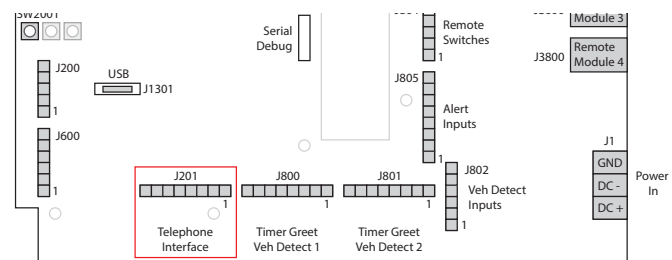 SW2001
Serial
Debug
Remote
Switches
1
Module 3
J3800
Remote
Module 4
J200
1
USB
J1301
J805
Alert
Inputs
1
J600
1
J201
1
Telephone
Interface
J800
1
Timer Greet
Veh Detect 1
J801
1
Timer Greet
Veh Detect 2
J802
Veh Detect
Inputs
1
J1
GND
DC -
DC +
Power
In